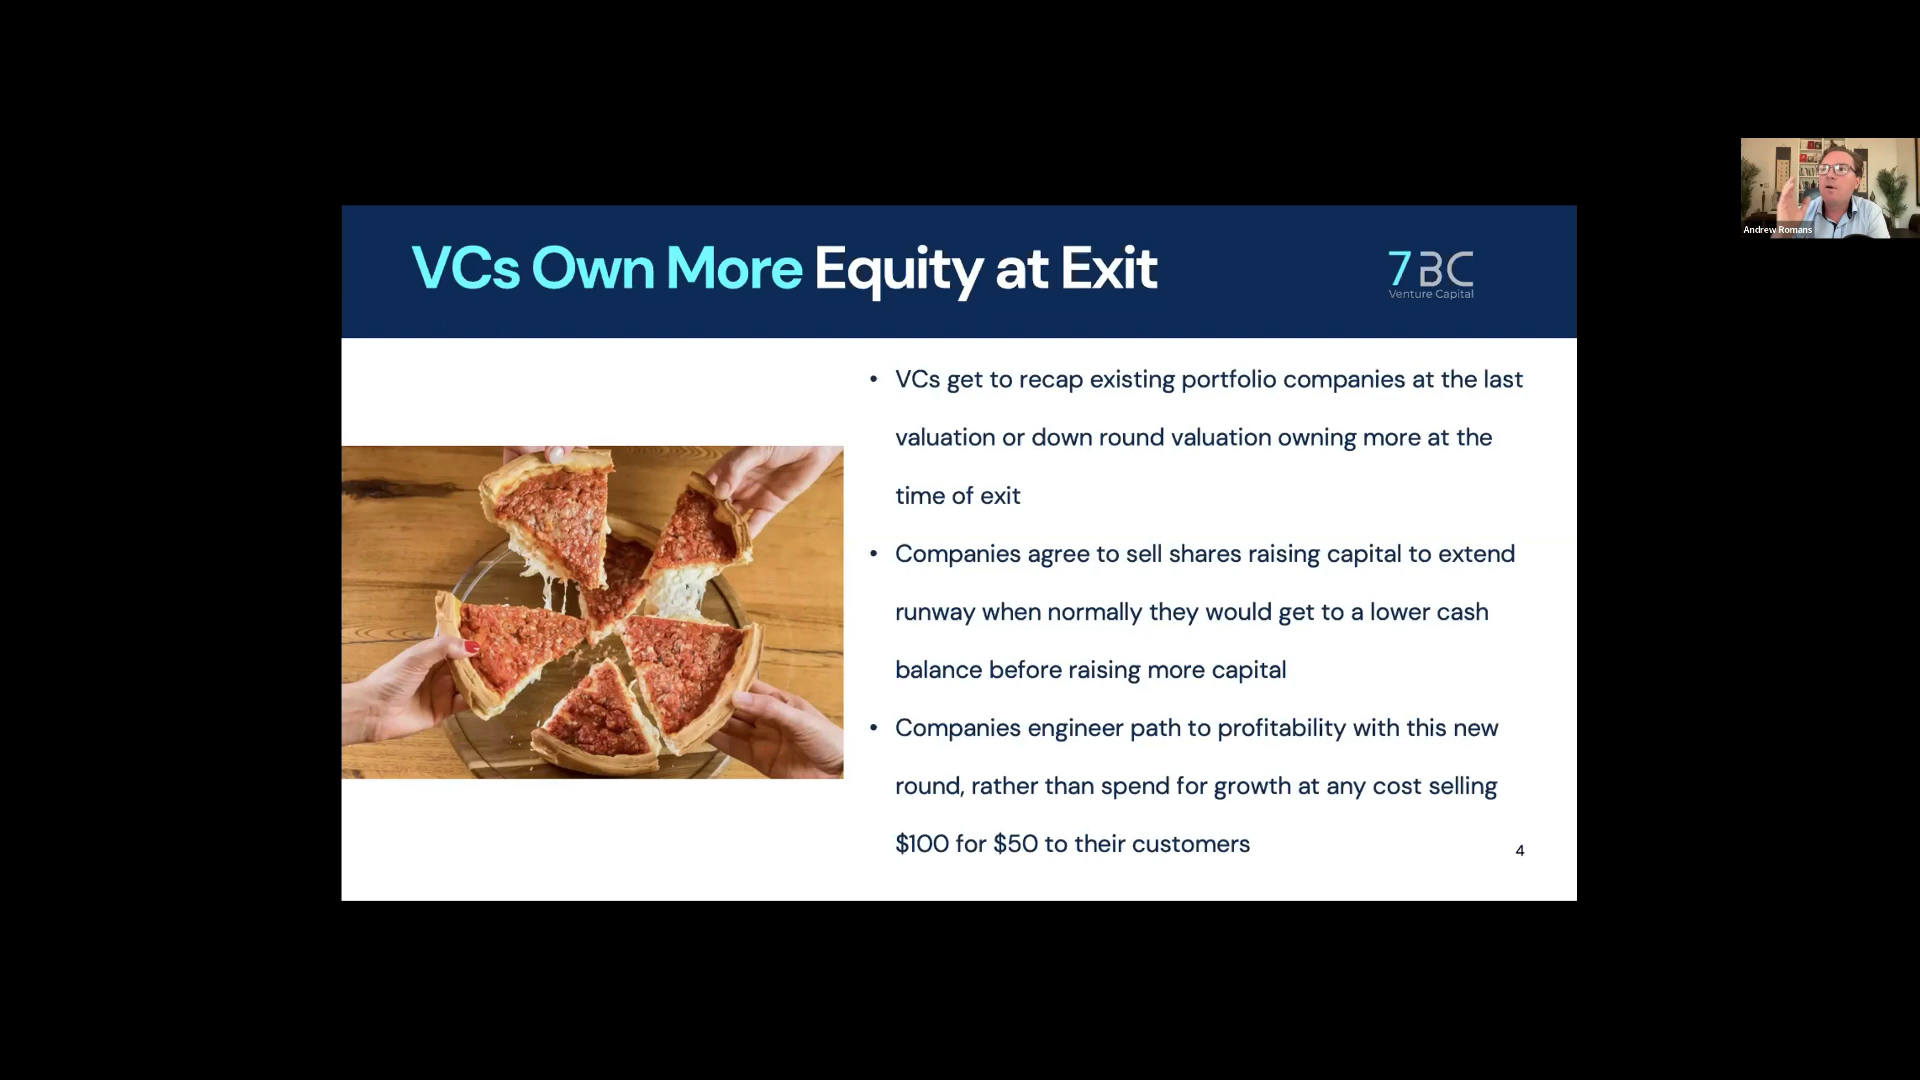 VCs Own More Equity at Exit
7BC
Venture Capital
Andrew Romans
• VCs get to recap existing portfolio companies at the last
valuation or down round valuation owning more at the
time of exit
• Companies agree to sell shares raising capital to extend
runway when normally they would get to a lower cash
balance before raising more capital
• Companies engineer path to profitability with this new
round, rather than spend for growth at any cost selling
$100 for $50 to their customers
4